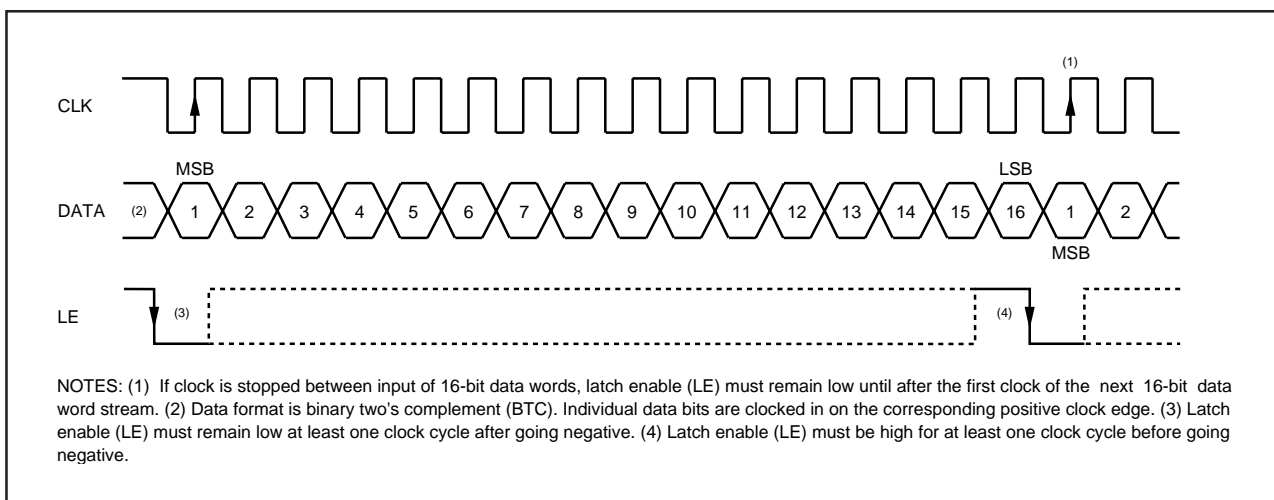 (1)
CLK
MSB LSB
DATA (2) 1 2 3 4 5 6 7 8 9 10 11 12 13 14 15 16 1 2
MSB
LE (3) (4)
NOTES: (1) If clock is stopped between input of 16-bit data words, latch enable (LE) must remain low until after the first clock of the next 16-bit data
word stream. (2) Data format is binary two's complement (BTC). Individual data bits are clocked in on the corresponding positive clock edge. (3) Latch
enable (LE) must remain low at least one clock cycle after going negative. (4) Latch enable (LE) must be high for at least one clock cycle before going
negative.